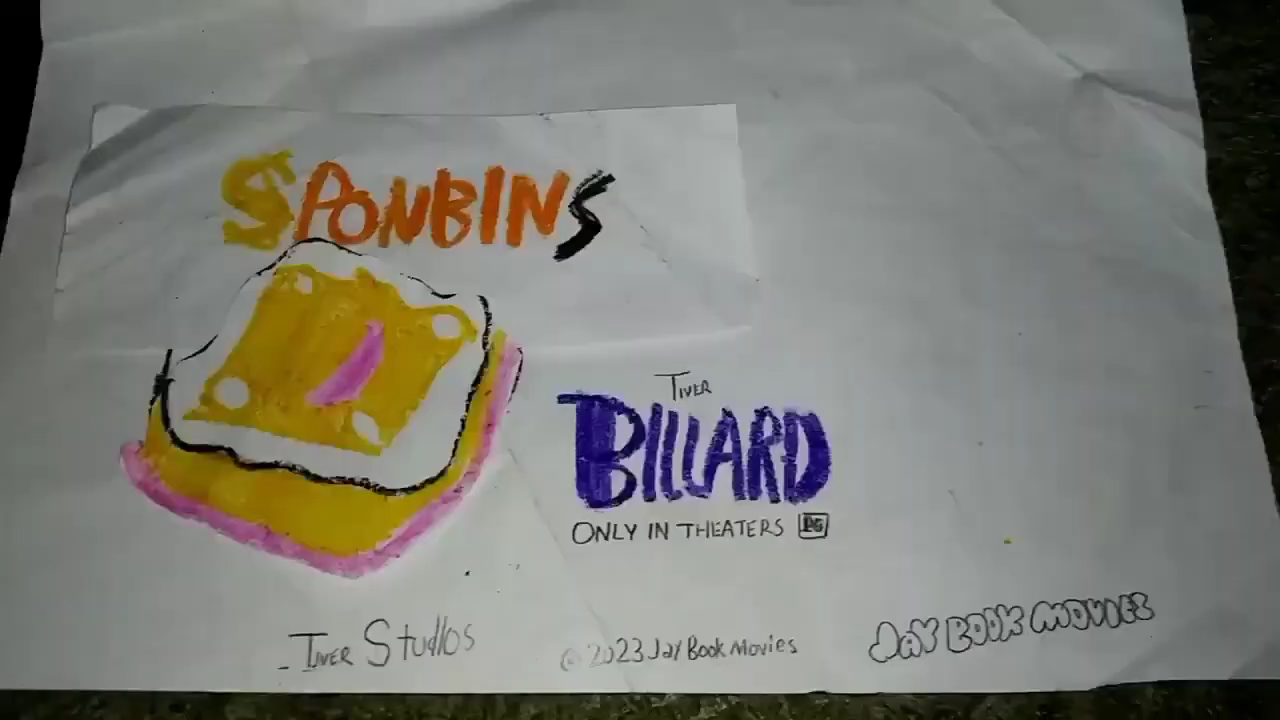 SPONBINS
TIVER
BILLARD
ONLY IN THEATERS PG
- TIVER Studios
© 2023 Jay Book Movies
JAY BOOK MOVIES